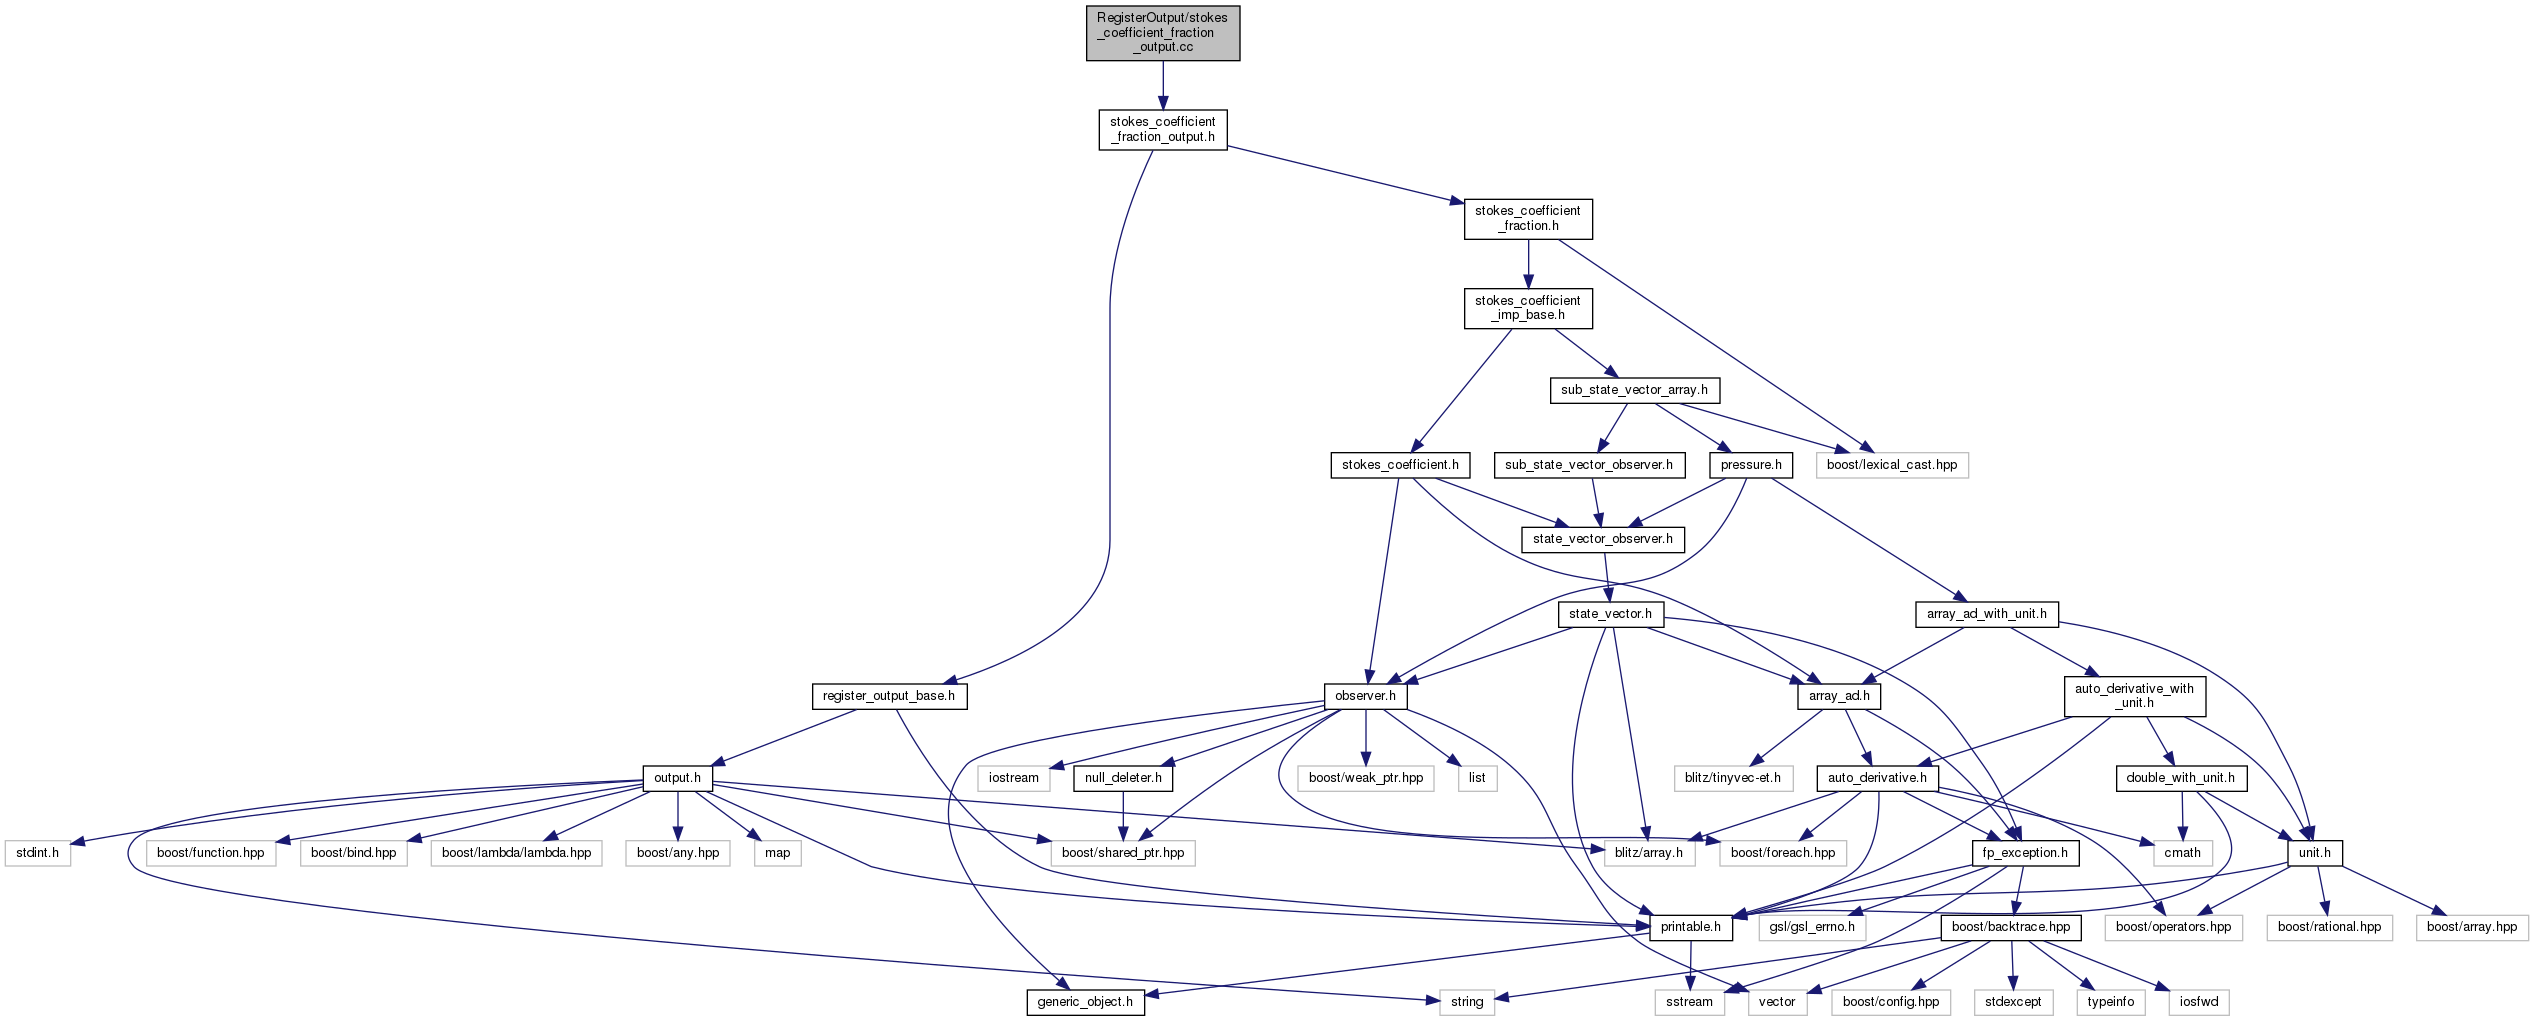 RegisterOutput/stokes
_coefficient_fraction
_output.cc
stokes_coefficient
_fraction_output.h
stokes_coefficient
_fraction.h
stokes_coefficient
_imp_base.h
sub_state_vector_array.h
stokes_coefficient.h
sub_state_vector_observer.h
pressure.h
boost/lexical_cast.hpp
state_vector_observer.h
state_vector.h
array_ad_with_unit.h
register_output_base.h
observer.h
array_ad.h
auto_derivative_with
_unit.h
output.h
iostream
null_deleter.h
boost/weak_ptr.hpp
list
blitz/tinyvec-et.h
auto_derivative.h
double_with_unit.h
stdint.h
boost/function.hpp
boost/bind.hpp
boost/lambda/lambda.hpp
boost/any.hpp
map
boost/shared_ptr.hpp
blitz/array.h
boost/foreach.hpp
fp_exception.h
cmath
unit.h
printable.h
gsl/gsl_errno.h
boost/backtrace.hpp
boost/operators.hpp
boost/rational.hpp
boost/array.hpp
generic_object.h
string
sstream
vector
boost/config.hpp
stdexcept
typeinfo
iosfwd